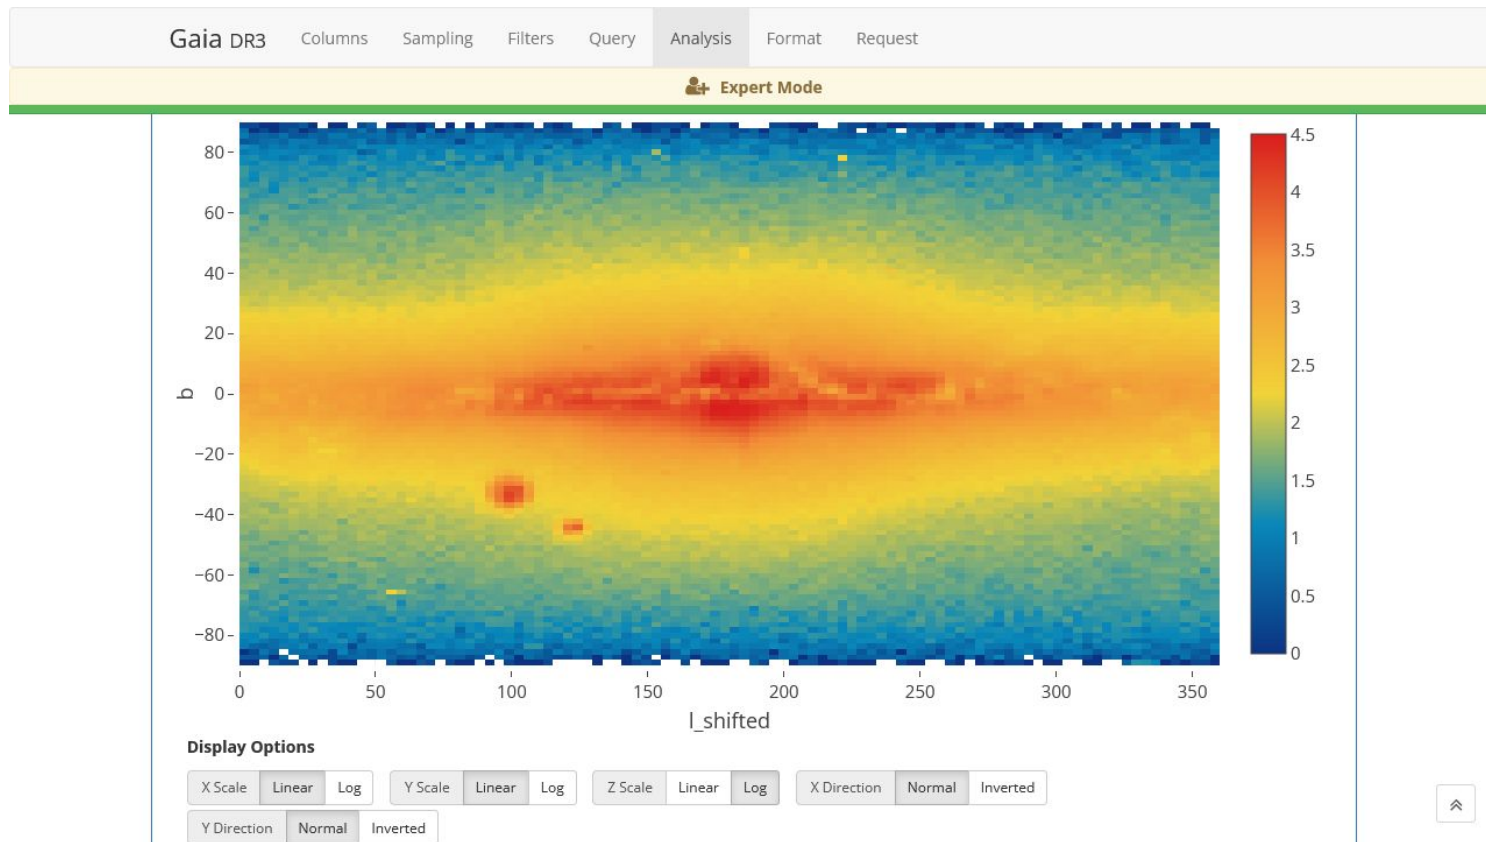 Gaia DR3 Columns Sampling Filters Query Analysis Format Request
Expert Mode
80
60
40
20
0
−20
−40
−60
−80
b
0 50 100 150 200 250 300 350
l_shifted
4.5
4
3.5
3
2.5
2
1.5
1
0.5
0
Display Options
X Scale Linear Log Y Scale Linear Log Z Scale Linear Log X Direction Normal Inverted
Y Direction Normal Inverted